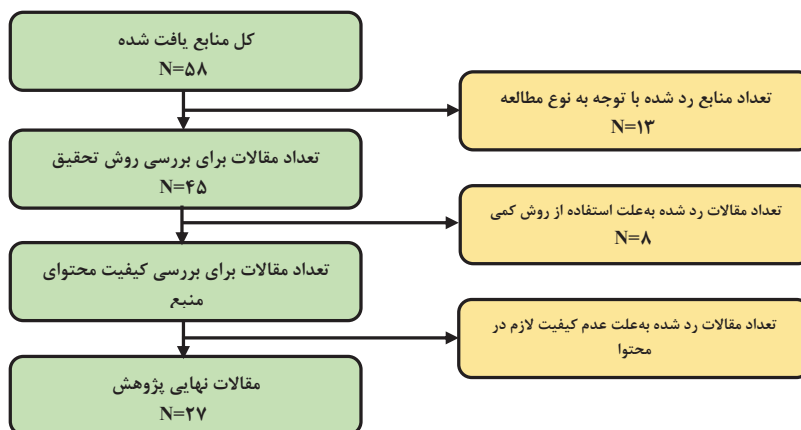 کل منابع یافت شده
N=۵۸
تعداد منابع رد شده با توجه به نوع مطالعه
N=۱۳
تعداد مقالات برای بررسی روش تحقیق
N=۴۵
تعداد مقالات رد شده به‌علت استفاده از روش کمی
N=۸
تعداد مقالات برای بررسی کیفیت محتوای
منبع
تعداد مقالات رد شده به‌علت عدم کیفیت لازم در
محتوا
مقالات نهایی پژوهش
N=۲۷